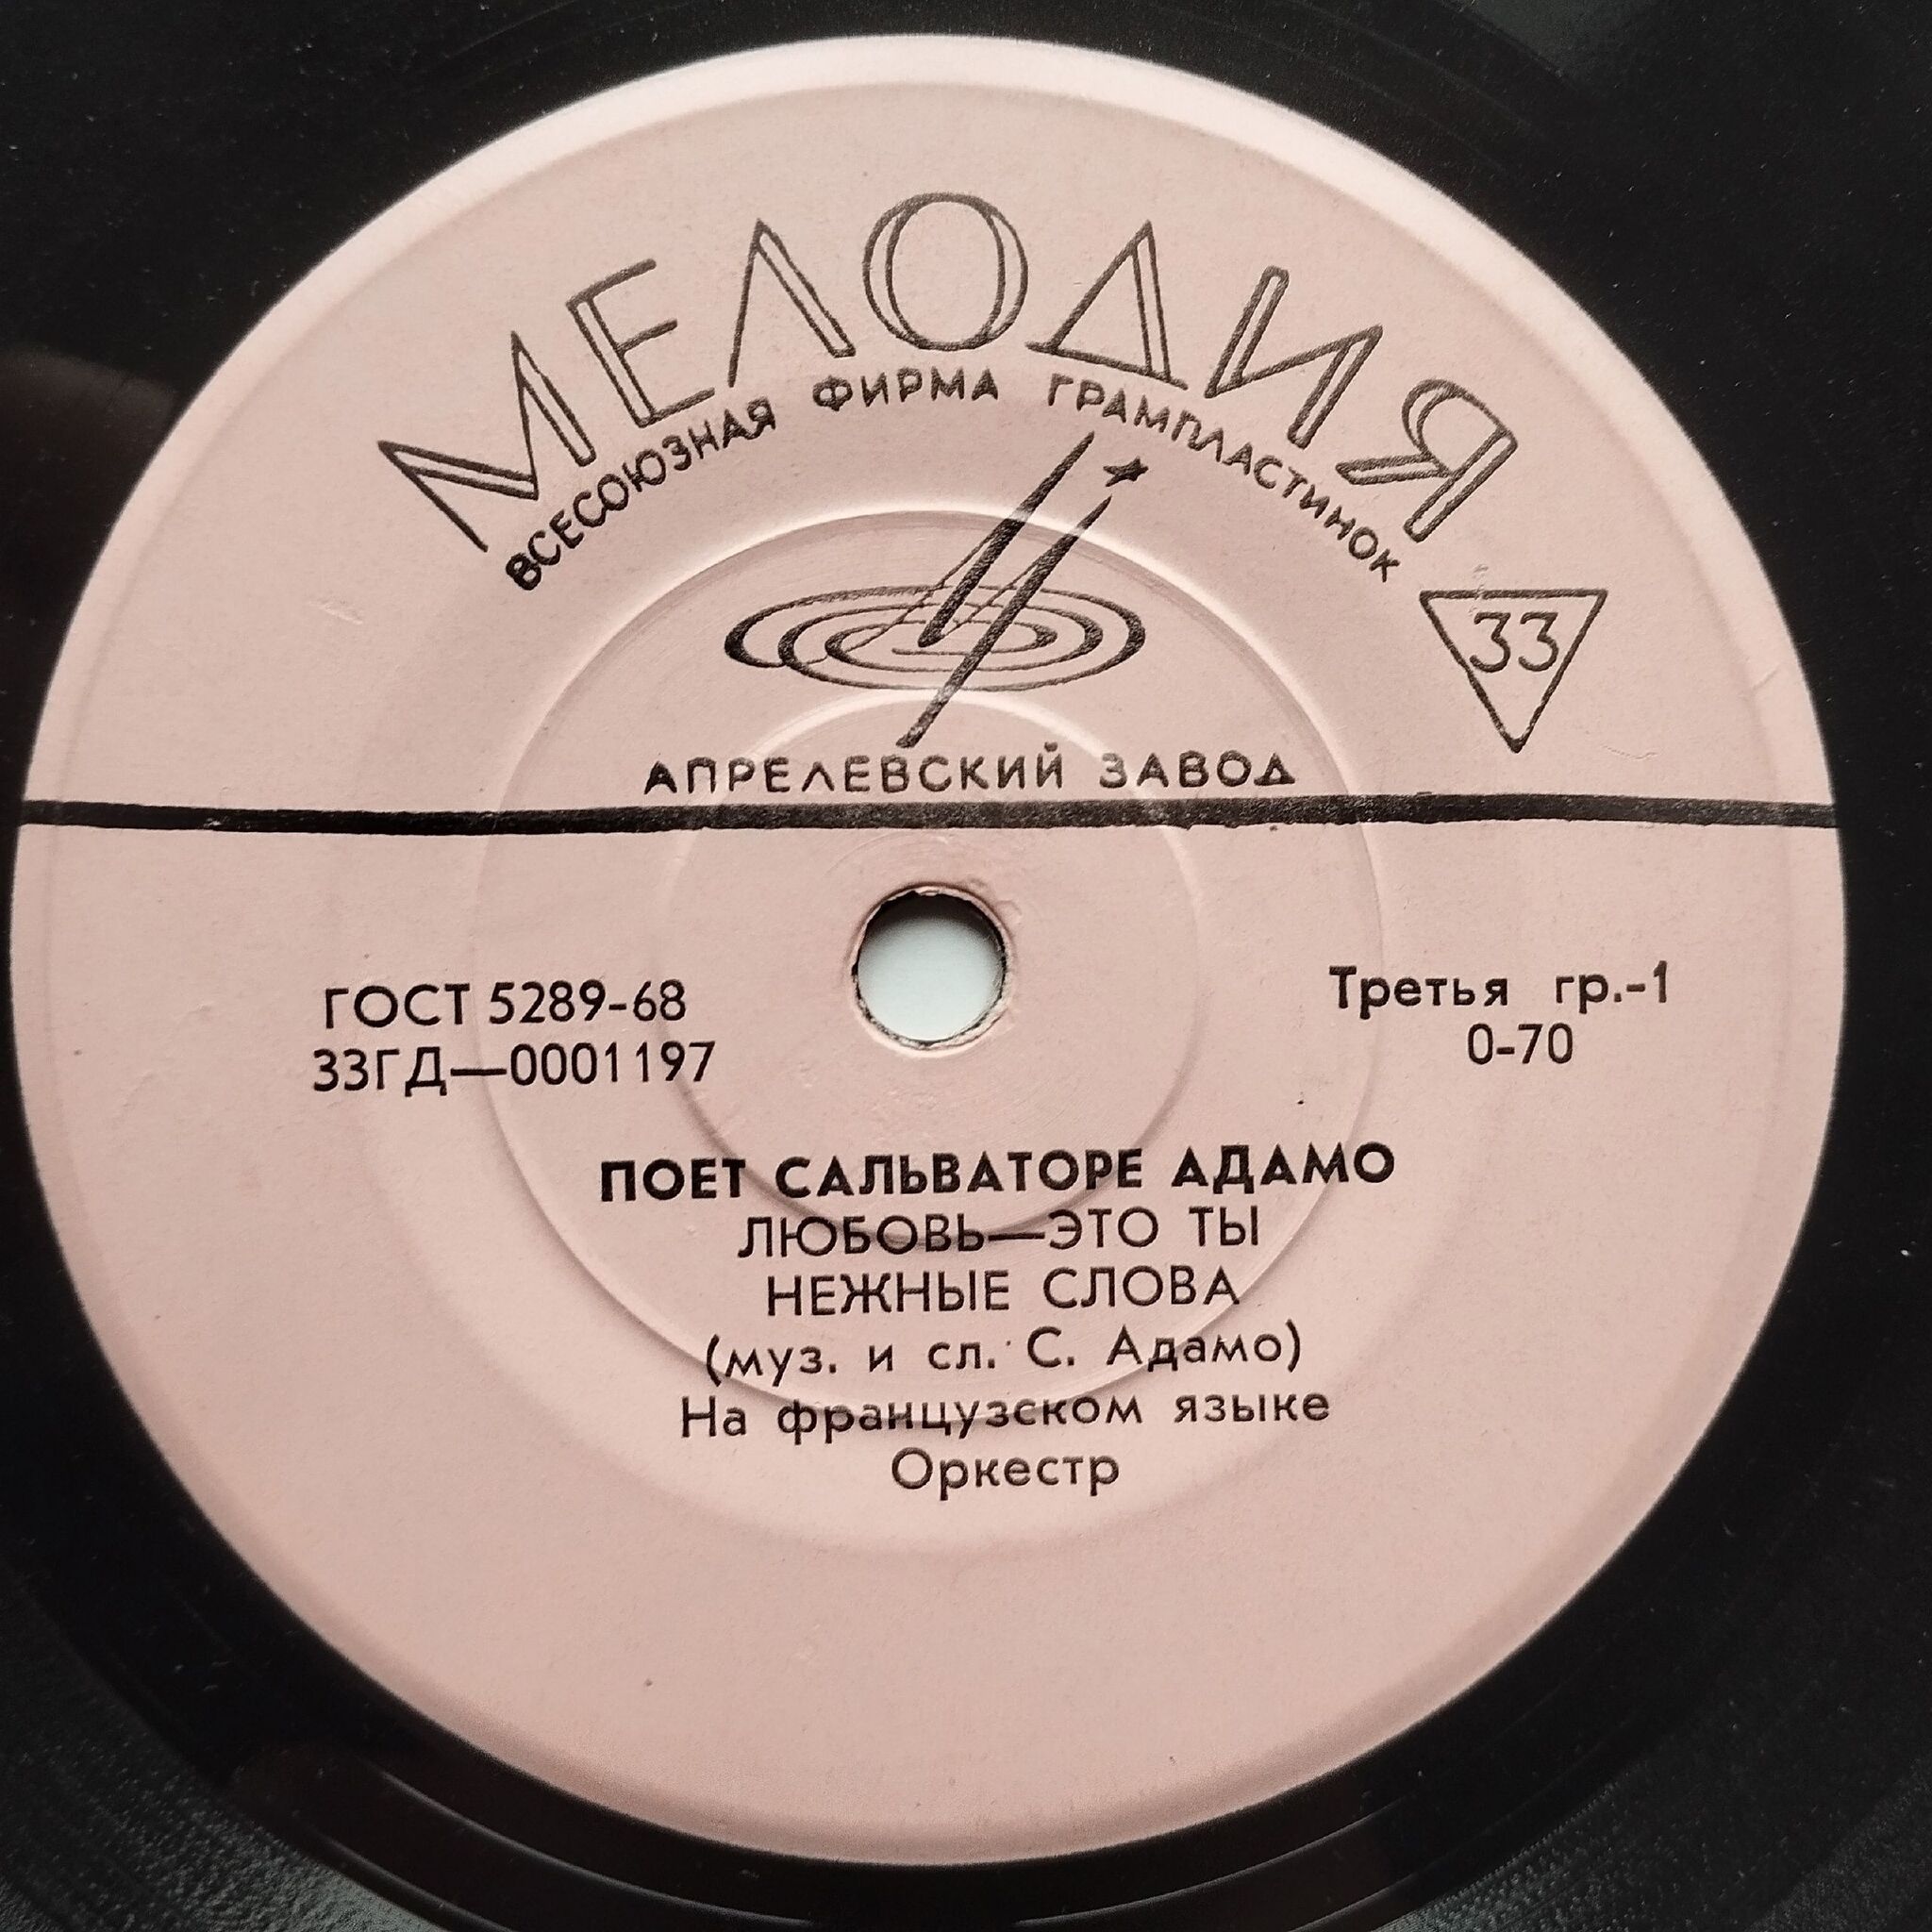 МЕЛОДИЯ
ВСЕСОЮЗНАЯ ФИРМА ГРАМПЛАСТИНОК
33
АПРЕЛЕВСКИЙ ЗАВОД
ГОСТ 5289-68
33ГД—0001197
Третья гр.-1
0-70
ПОЕТ САЛЬВАТОРЕ АДАМО
ЛЮБОВЬ—ЭТО ТЫ
НЕЖНЫЕ СЛОВА
(муз. и сл. С. Адамо)
На французском языке
Оркестр